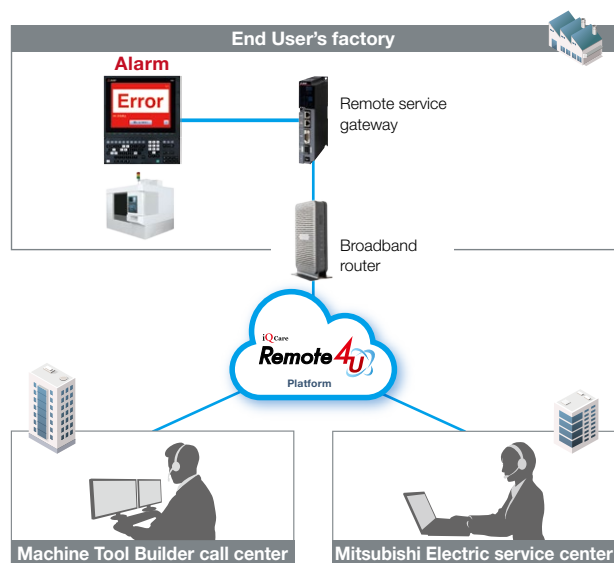 End User's factory
Alarm
Error
Remote service
gateway
Broadband
router
iQ Care
Remote4U
Platform
Machine Tool Builder call center
Mitsubishi Electric service center